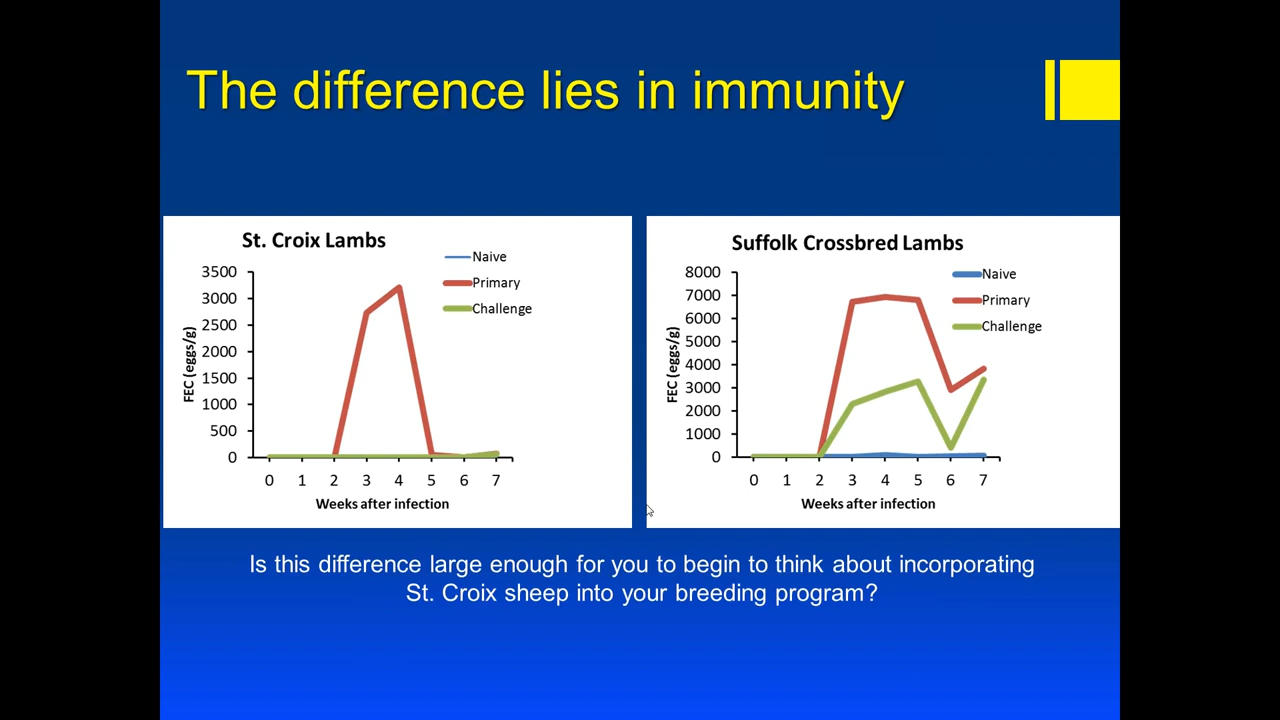 The difference lies in immunity
St. Croix Lambs
Naive
Primary
Challenge
3500
3000
2500
2000
1500
1000
500
0
FEC (eggs/g)
0 1 2 3 4 5 6 7
Weeks after infection
Suffolk Crossbred Lambs
Naive
Primary
Challenge
8000
7000
6000
5000
4000
3000
2000
1000
0
FEC (eggs/g)
0 1 2 3 4 5 6 7
Weeks after infection
Is this difference large enough for you to begin to think about incorporating
St. Croix sheep into your breeding program?